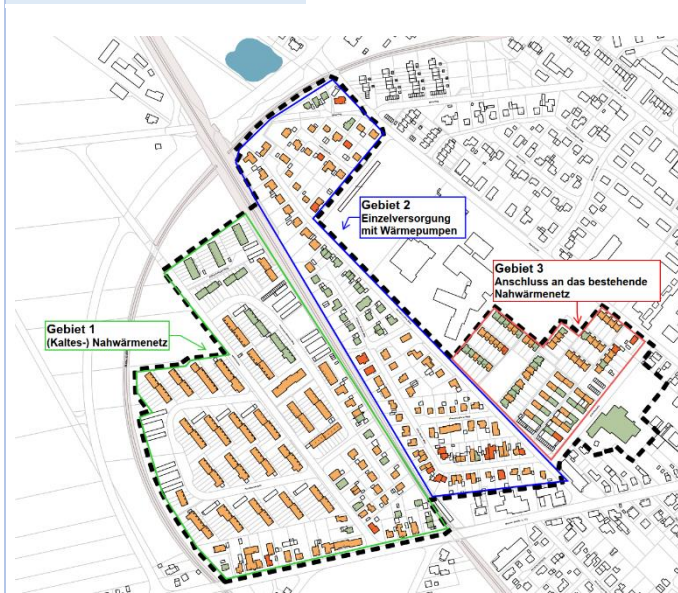 Gebiet 2
Einzelversorgung
mit Wärmepumpen
Gebiet 3
Anschluss an das bestehende
Nahwärmenetz
Gebiet 1
(Kaltes-) Nahwärmenetz